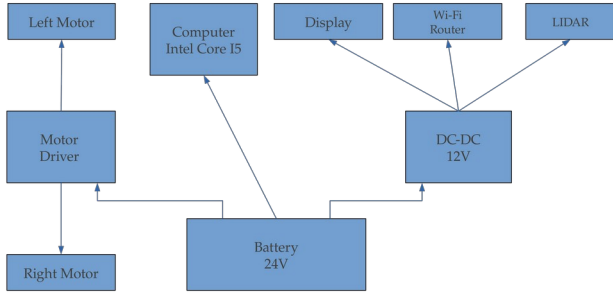 Left Motor
Computer
Intel Core I5
Display
Wi-Fi
Router
LIDAR
Motor
Driver
DC-DC
12V
Right Motor
Battery
24V